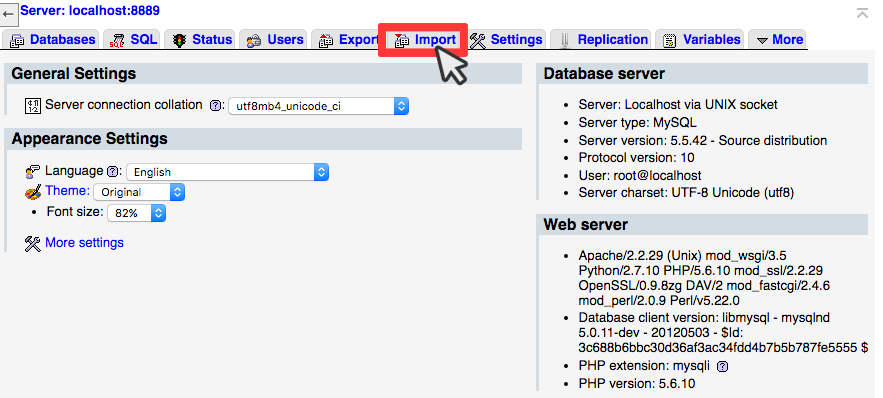 Server: localhost:8889
Databases SQL Status Users Export Import Settings Replication Variables More
General Settings
Server connection collation : utf8mb4_unicode_ci
Appearance Settings
Language : English
Theme: Original
• Font size: 82%
More settings
Database server
• Server: Localhost via UNIX socket
• Server type: MySQL
• Server version: 5.5.42 - Source distribution
• Protocol version: 10
• User: root@localhost
• Server charset: UTF-8 Unicode (utf8)
Web server
• Apache/2.2.29 (Unix) mod_wsgi/3.5
Python/2.7.10 PHP/5.6.10 mod_ssl/2.2.29
OpenSSL/0.9.8zg DAV/2 mod_fastcgi/2.4.6
mod_perl/2.0.9 Perl/v5.22.0
• Database client version: libmysql - mysqlnd
5.0.11-dev - 20120503 - $Id:
3c688b6bbc30d36af3ac34fdd4b7b5b787fe5555 $
• PHP extension: mysqli
• PHP version: 5.6.10